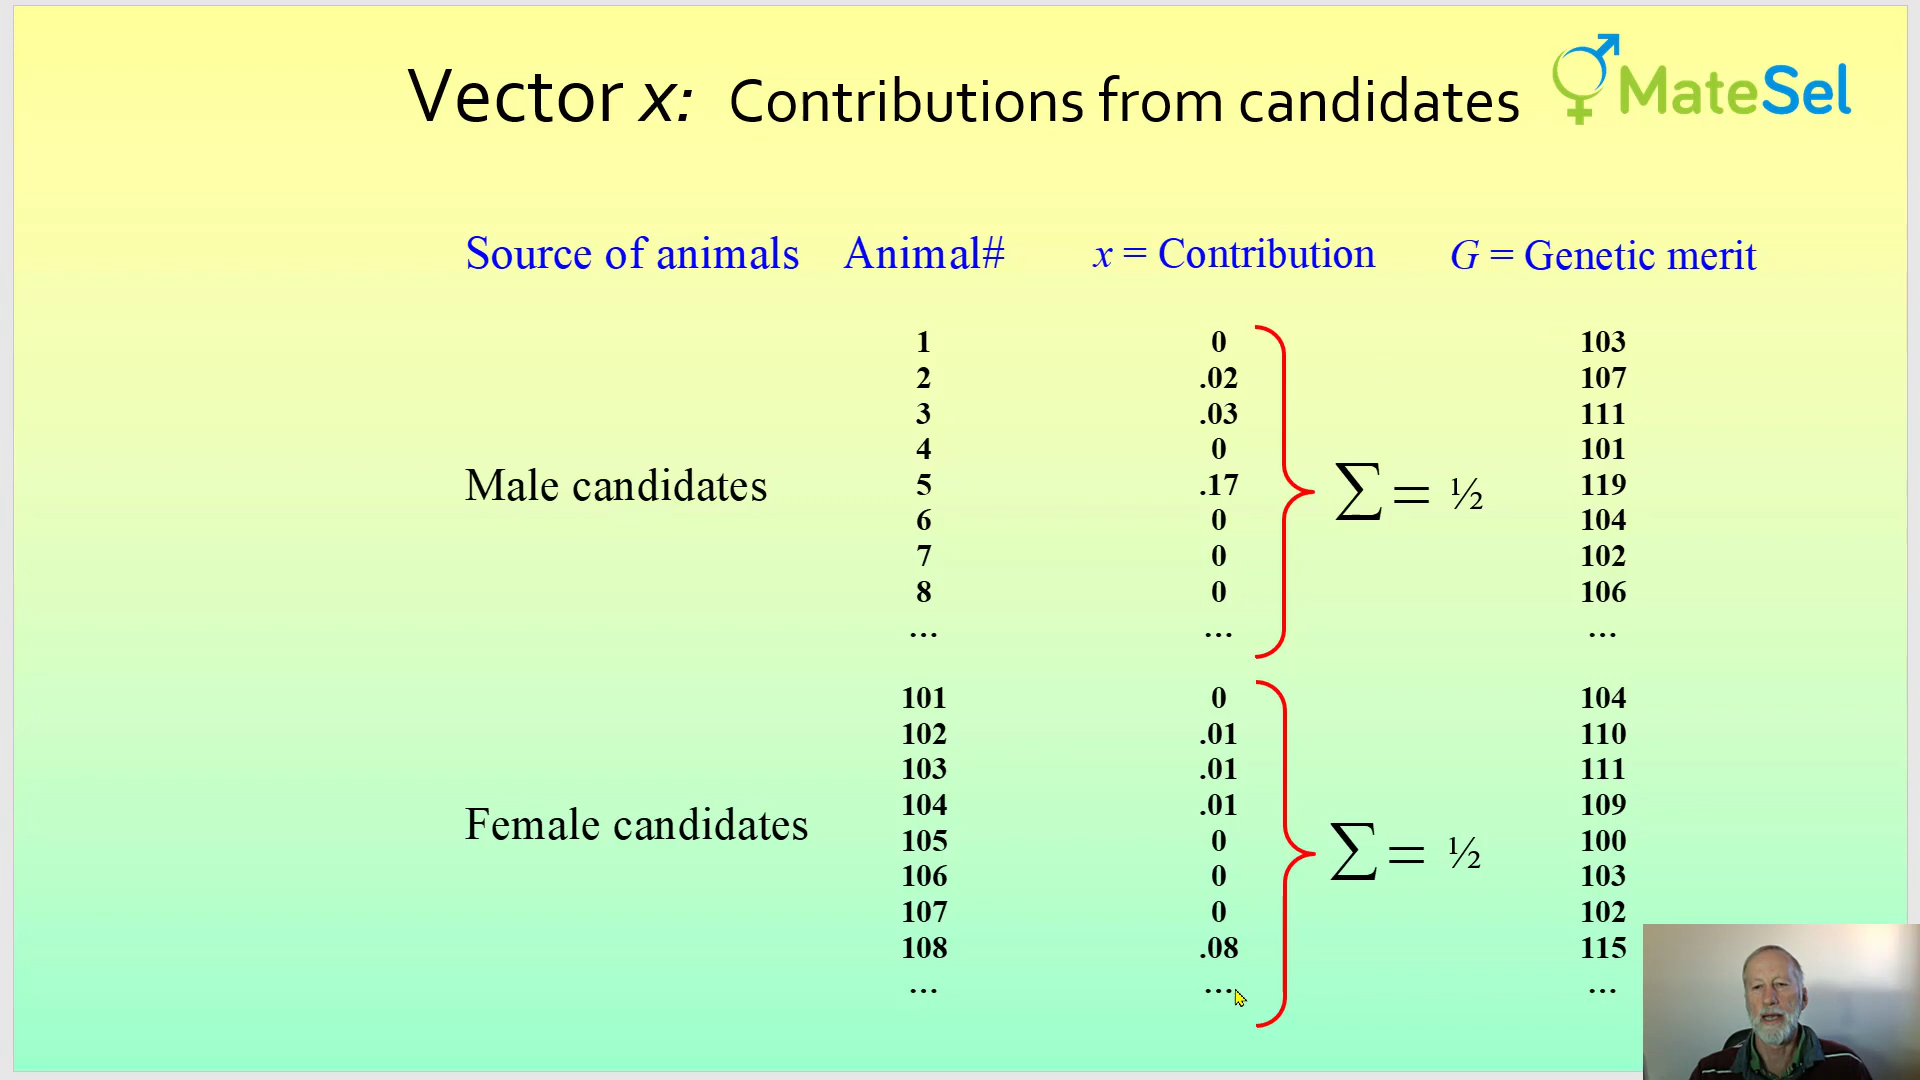 Vector x: Contributions from candidates
MateSel
Source of animals Animal# x = Contribution G = Genetic merit
1 0 103
2 .02 107
3 .03 111
4 0 101
Male candidates 5 .17 ∑ = ½ 119
6 0 104
7 0 102
8 0 106
... ... ...
101 0 104
102 .01 110
103 .01 111
104 .01 109
Female candidates 105 0 ∑ = ½ 100
106 0 103
107 0 102
108 .08 115
... ... ...